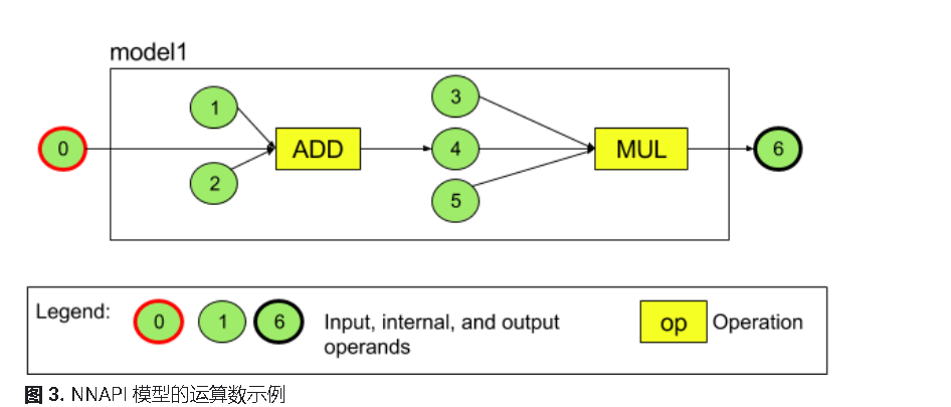 model1
0
1
2
ADD
3
4
5
MUL
6
Legend:
0
1
6
Input, internal, and output
operands
op
Operation
图 3. NNAPI 模型的运算数示例